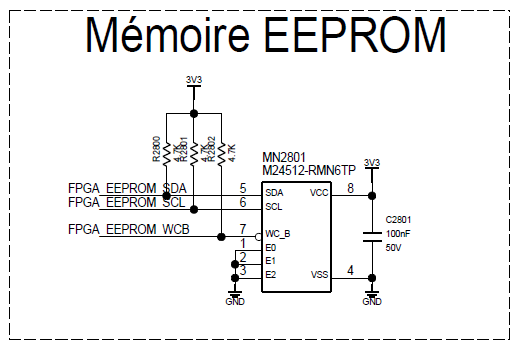 Mémoire EEPROM
3V3
R2800
4.7K
R2801
4.7K
R2802
4.7K
MN2801
M24512-RMN6TP
3V3
FPGA_EEPROM_SDA 5 SDA VCC 8
FPGA_EEPROM_SCL 6 SCL
C2801
100nF
50V
FPGA_EEPROM_WCB 7 WC_B
1 E0
2 E1
3 E2 VSS 4
GND GND